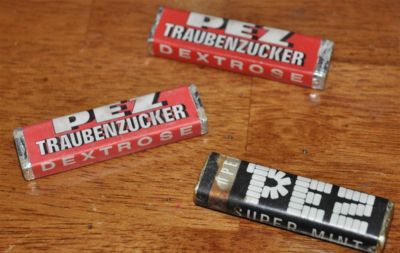 PEZ
TRAUBENZUCKER
DEXTROSE
PEZ
TRAUBENZUCKER
DEXTROSE
PEZ
SUPER MINT